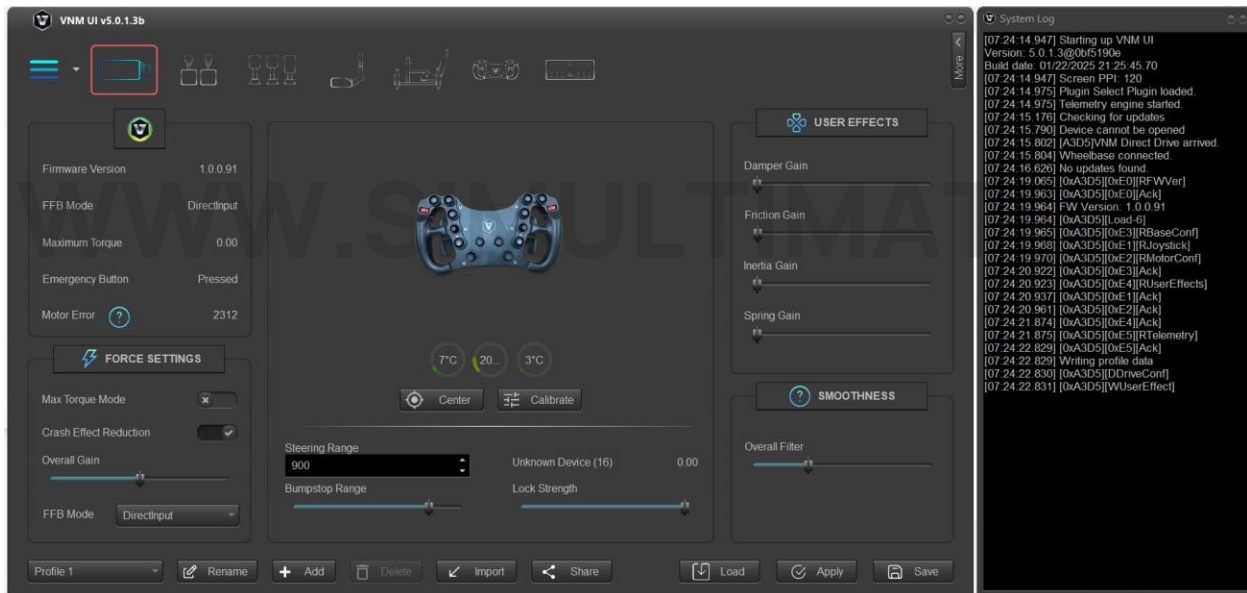 VNM UI v5.0.1.3b
More
Firmware Version 1.0.0.91
FFB Mode DirectInput
Maximum Torque 0.00
Emergency Button Pressed
Motor Error ? 2312
FORCE SETTINGS
Max Torque Mode
Crash Effect Reduction
Overall Gain
FFB Mode DirectInput
7°C 20... 3°C
Center Calibrate
Steering Range
900
Unknown Device (16) 0.00
Bumpstop Range Lock Strength
USER EFFECTS
Damper Gain
Friction Gain
Inertia Gain
Spring Gain
? SMOOTHNESS
Overall Filter
Profile 1 Rename Add Delete Import Share Load Apply Save
WWW.SIMULTIMAT
System Log
[07:24:14.947] Starting up VNM UI
Version: 5.0.1.3@0bf5190e
Build date: 01/22/2025 21:25:45.70
[07:24:14.947] Screen PPI: 120
[07:24:14.975] Plugin Select Plugin loaded.
[07:24:14.975] Telemetry engine started.
[07:24:15.176] Checking for updates
[07:24:15.790] Device cannot be opened
[07:24:15.802] [A3D5]VNM Direct Drive arrived.
[07:24:15.804] Wheelbase connected.
[07:24:16.626] No updates found.
[07:24:19.065] [0xA3D5][0xE0][RFWVer]
[07:24:19.963] [0xA3D5][0xE0][Ack]
[07:24:19.964] FW Version: 1.0.0.91
[07:24:19.964] [0xA3D5][Load-6]
[07:24:19.965] [0xA3D5][0xE3][RBaseConf]
[07:24:19.968] [0xA3D5][0xE1][RJoystick]
[07:24:19.970] [0xA3D5][0xE2][RMotorConf]
[07:24:20.922] [0xA3D5][0xE3][Ack]
[07:24:20.923] [0xA3D5][0xE4][RUserEffects]
[07:24:20.937] [0xA3D5][0xE1][Ack]
[07:24:20.961] [0xA3D5][0xE2][Ack]
[07:24:21.874] [0xA3D5][0xE4][Ack]
[07:24:21.875] [0xA3D5][0xE5][RTelemetry]
[07:24:22.829] [0xA3D5][0xE5][Ack]
[07:24:22.829] Writing profile data
[07:24:22.830] [0xA3D5][DDriveConf]
[07:24:22.831] [0xA3D5][WUserEffect]